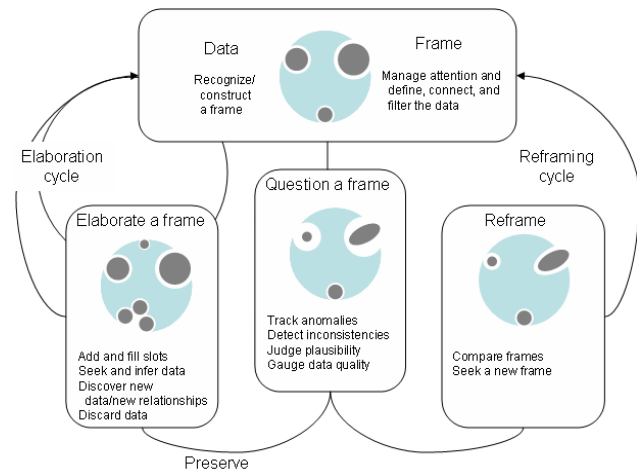 Data
Recognize/
construct
a frame
Frame
Manage attention and
define, connect, and
filter the data
Elaboration
cycle
Reframing
cycle
Elaborate a frame
Add and fill slots
Seek and infer data
Discover new
data/new relationships
Discard data
Question a frame
Track anomalies
Detect inconsistencies
Judge plausibility
Gauge data quality
Reframe
Compare frames
Seek a new frame
Preserve